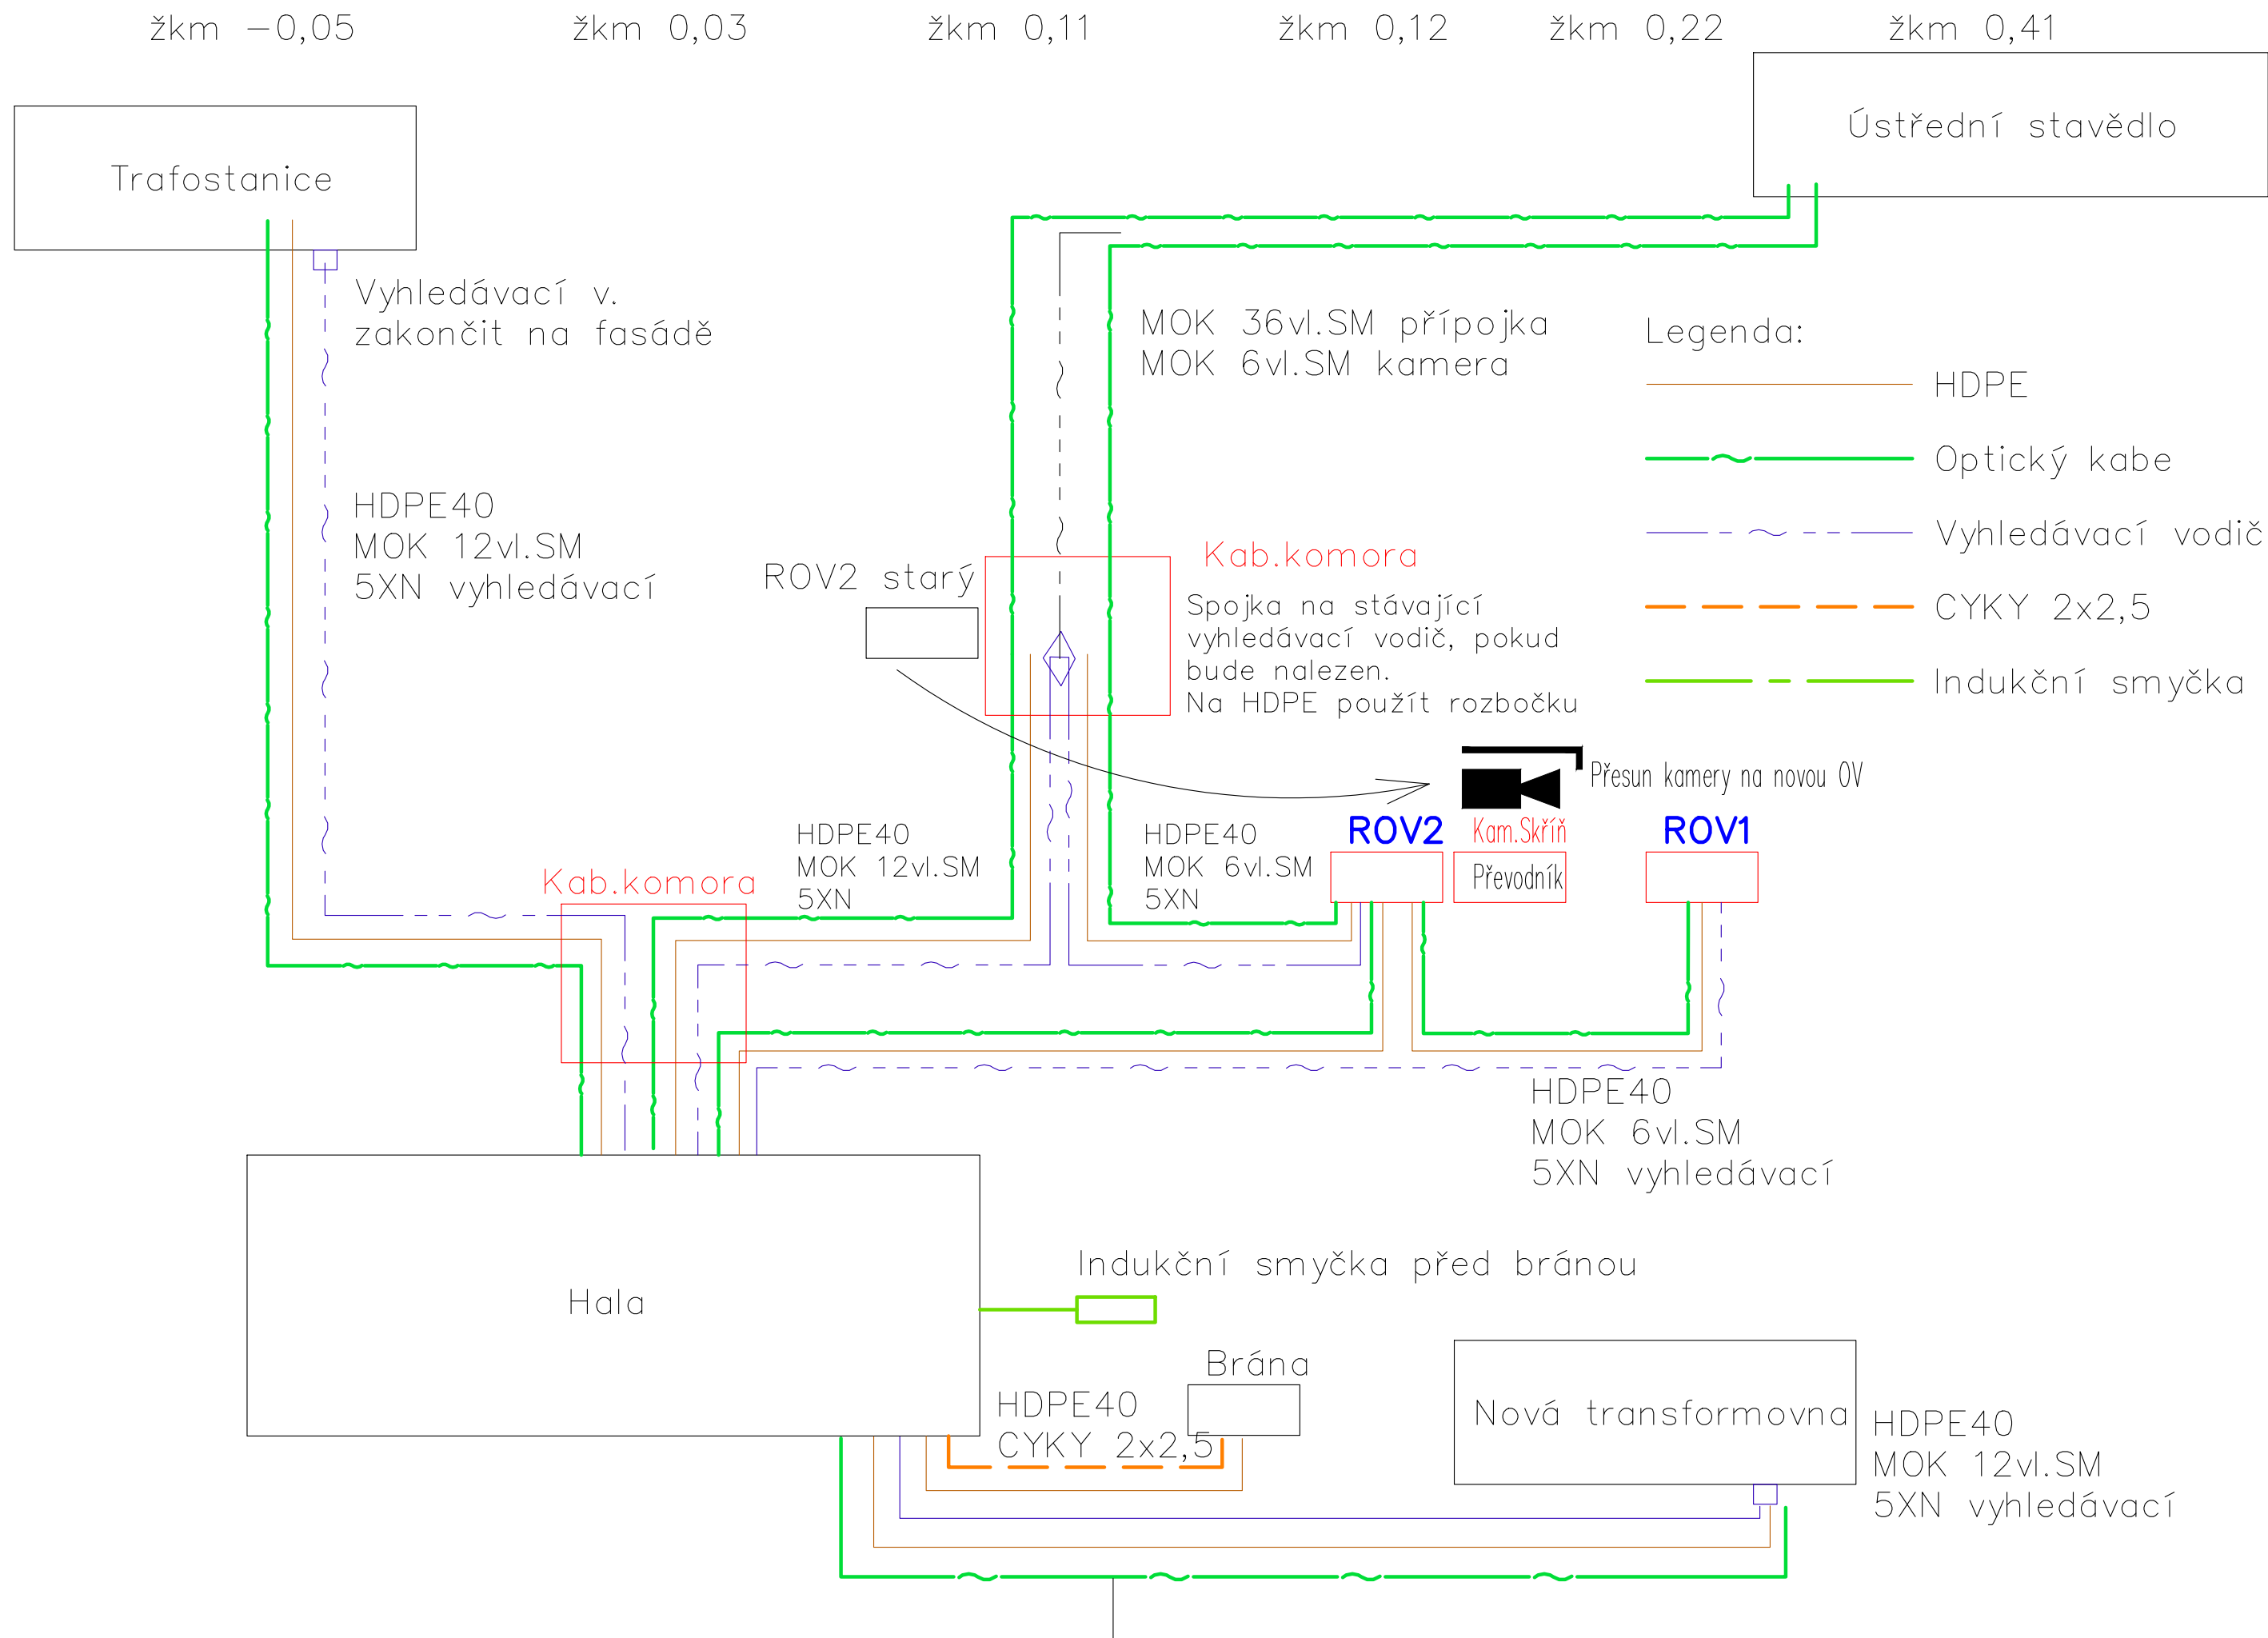 žkm −0,05
žkm 0,03
žkm 0,11
žkm 0,12
žkm 0,22
žkm 0,41
Ústřední stavědlo
Trafostanice
Vyhledávací v.
zakončit na fasádě
MOK 36vl.SM přípojka
MOK 6vl.SM kamera
Legenda:
HDPE
Optický kabe
Vyhledávací vodič
CYKY 2x2,5
Indukční smyčka
HDPE40
MOK 12vl.SM
5XN vyhledávací
ROV2 starý
Kab.komora
Spojka na stávající
vyhledávací vodič, pokud
bude nalezen.
Na HDPE použít rozbočku
Přesun kamery na novou OV
HDPE40
MOK 12vl.SM
5XN
HDPE40
MOK 6vl.SM
5XN
ROV2
Kam.Skříň
Převodník
ROV1
Kab.komora
HDPE40
MOK 6vl.SM
5XN vyhledávací
Hala
Indukční smyčka před bránou
Brána
HDPE40
CYKY 2x2,5
Nová transformovna
HDPE40
MOK 12vl.SM
5XN vyhledávací